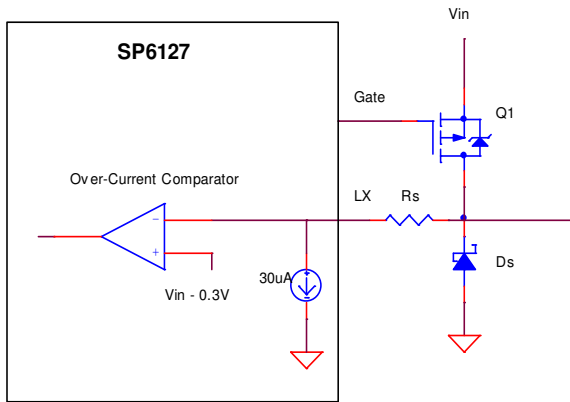 Vin
SP6127
Gate
Q1
Over-Current Comparator
LX
Rs
−
+
30uA
Vin - 0.3V
Ds